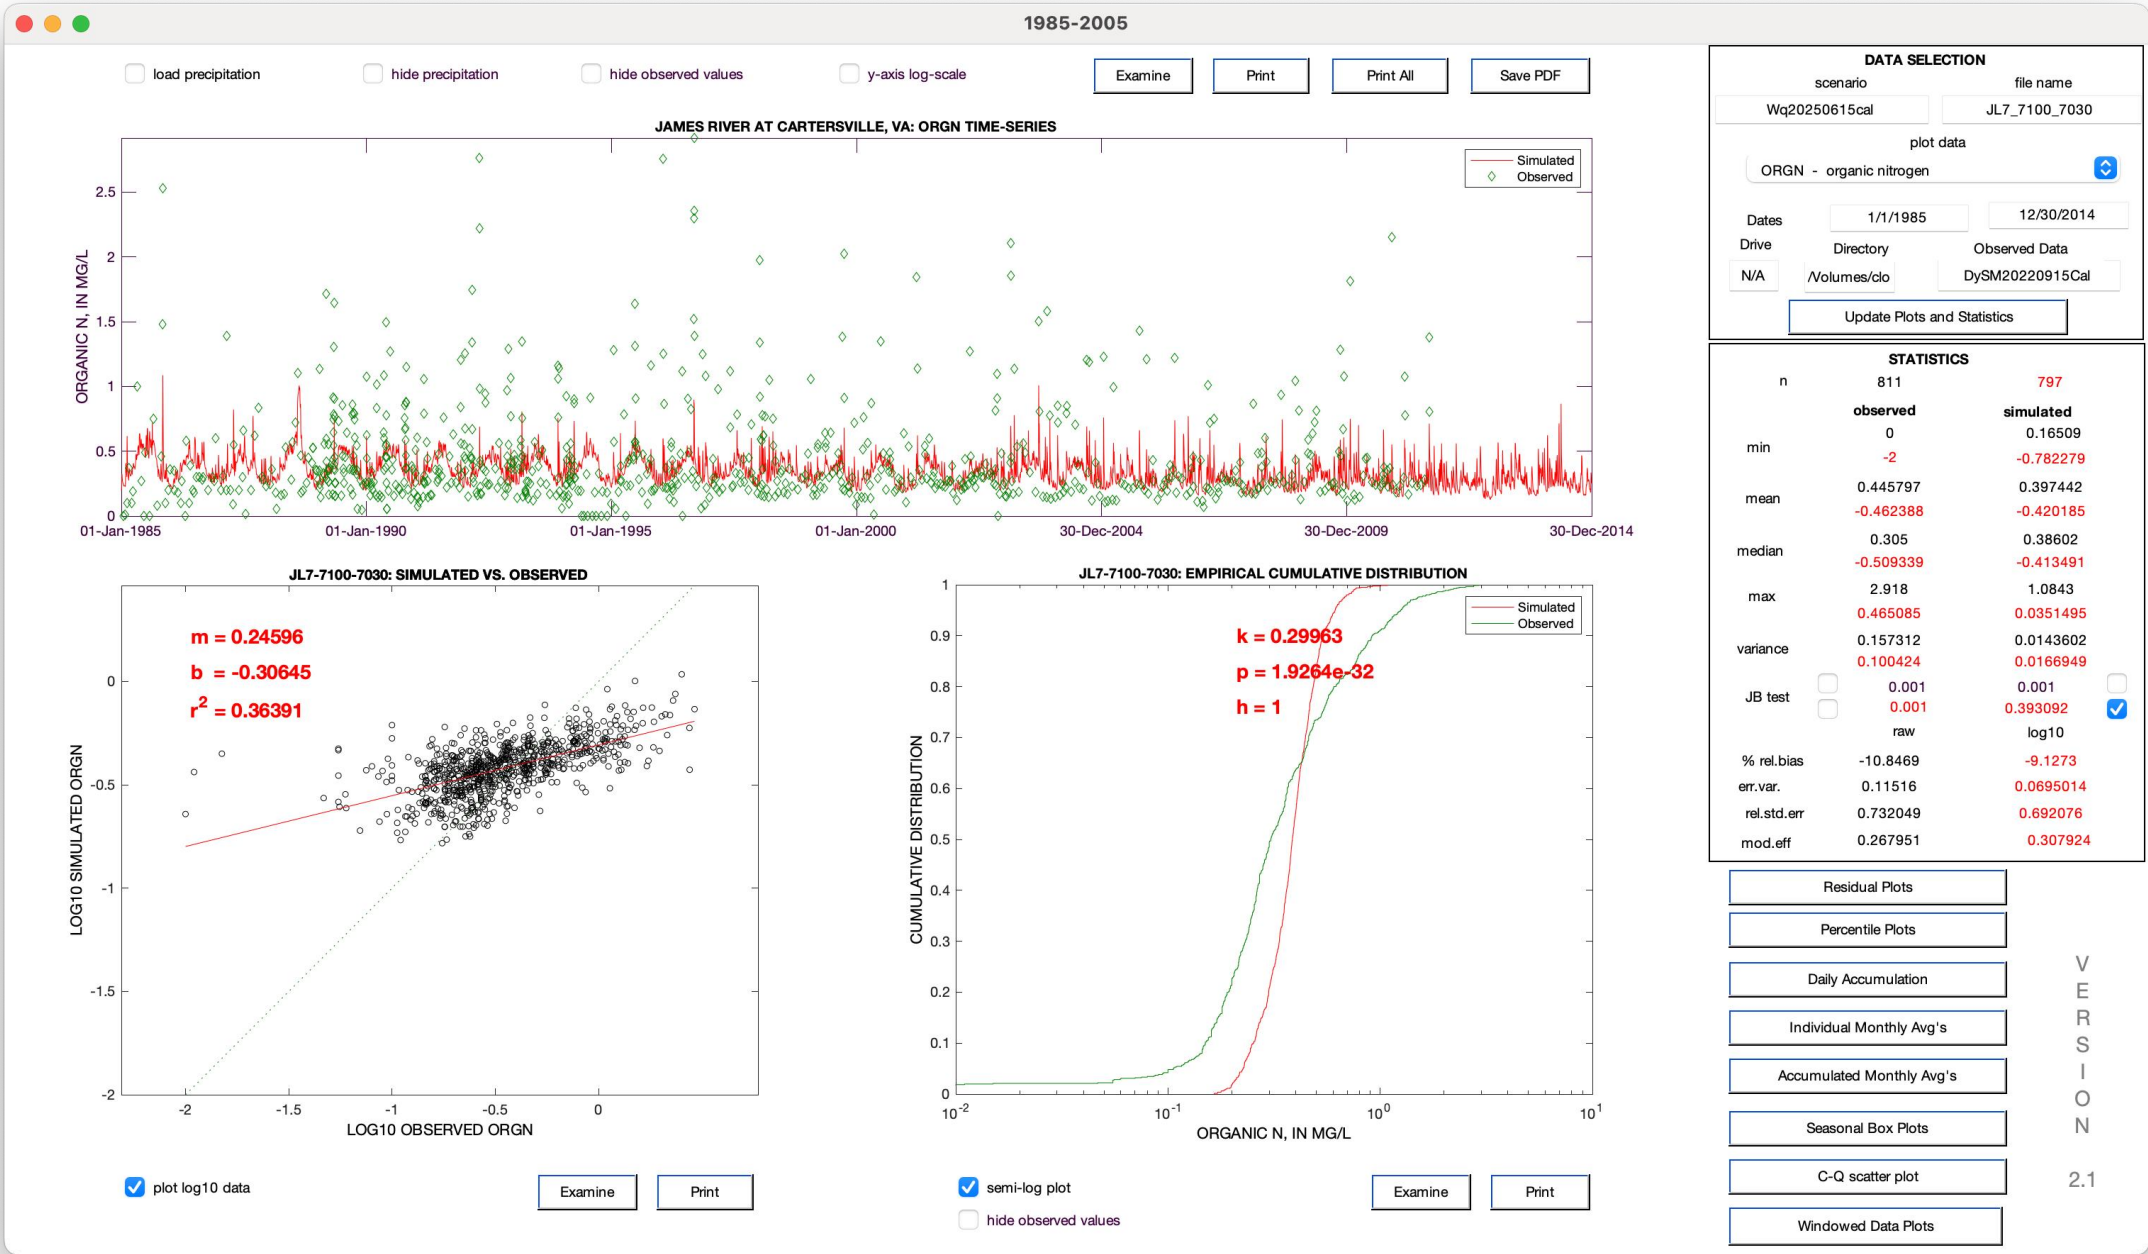 1985-2005
load precipitation
hide precipitation
hide observed values
y-axis log-scale
Examine
Print
Print All
Save PDF
JAMES RIVER AT CARTERSVILLE, VA: ORGN TIME-SERIES
Simulated
Observed
ORGANIC N, IN MG/L
2.5
2
1.5
1
0.5
0
01-Jan-1985
01-Jan-1990
01-Jan-1995
01-Jan-2000
30-Dec-2004
30-Dec-2009
30-Dec-2014
JL7-7100-7030: SIMULATED VS. OBSERVED
m = 0.24596
b = -0.30645
r² = 0.36391
LOG10 SIMULATED ORGN
0
-0.5
-1
-1.5
-2
-2
-1.5
-1
-0.5
0
LOG10 OBSERVED ORGN
plot log10 data
Examine
Print
JL7-7100-7030: EMPIRICAL CUMULATIVE DISTRIBUTION
Simulated
Observed
k = 0.29963
p = 1.9264e-32
h = 1
CUMULATIVE DISTRIBUTION
1
0.9
0.8
0.7
0.6
0.5
0.4
0.3
0.2
0.1
0
10⁻²
10⁻¹
10⁰
10¹
ORGANIC N, IN MG/L
semi-log plot
hide observed values
Examine
Print
DATA SELECTION
scenario file name
Wq20250615cal JL7_7100_7030
plot data
ORGN - organic nitrogen
Dates 1/1/1985 12/30/2014
Drive Directory Observed Data
N/A /Volumes/clo DySM20220915Cal
Update Plots and Statistics
STATISTICS
n 811 797
observed simulated
min 0 0.16509
-2 -0.782279
mean 0.445797 0.397442
-0.462388 -0.420185
median 0.305 0.38602
-0.509339 -0.413491
max 2.918 1.0843
0.465085 0.0351495
variance 0.157312 0.0143602
0.100424 0.0166949
JB test 0.001 0.001
0.001 0.393092
raw log10
% rel.bias -10.8469 -9.1273
err.var. 0.11516 0.0695014
rel.std.err 0.732049 0.692076
mod.eff 0.267951 0.307924
Residual Plots
Percentile Plots
Daily Accumulation
Individual Monthly Avg's
Accumulated Monthly Avg's
Seasonal Box Plots
C-Q scatter plot
Windowed Data Plots
VERSION
2.1